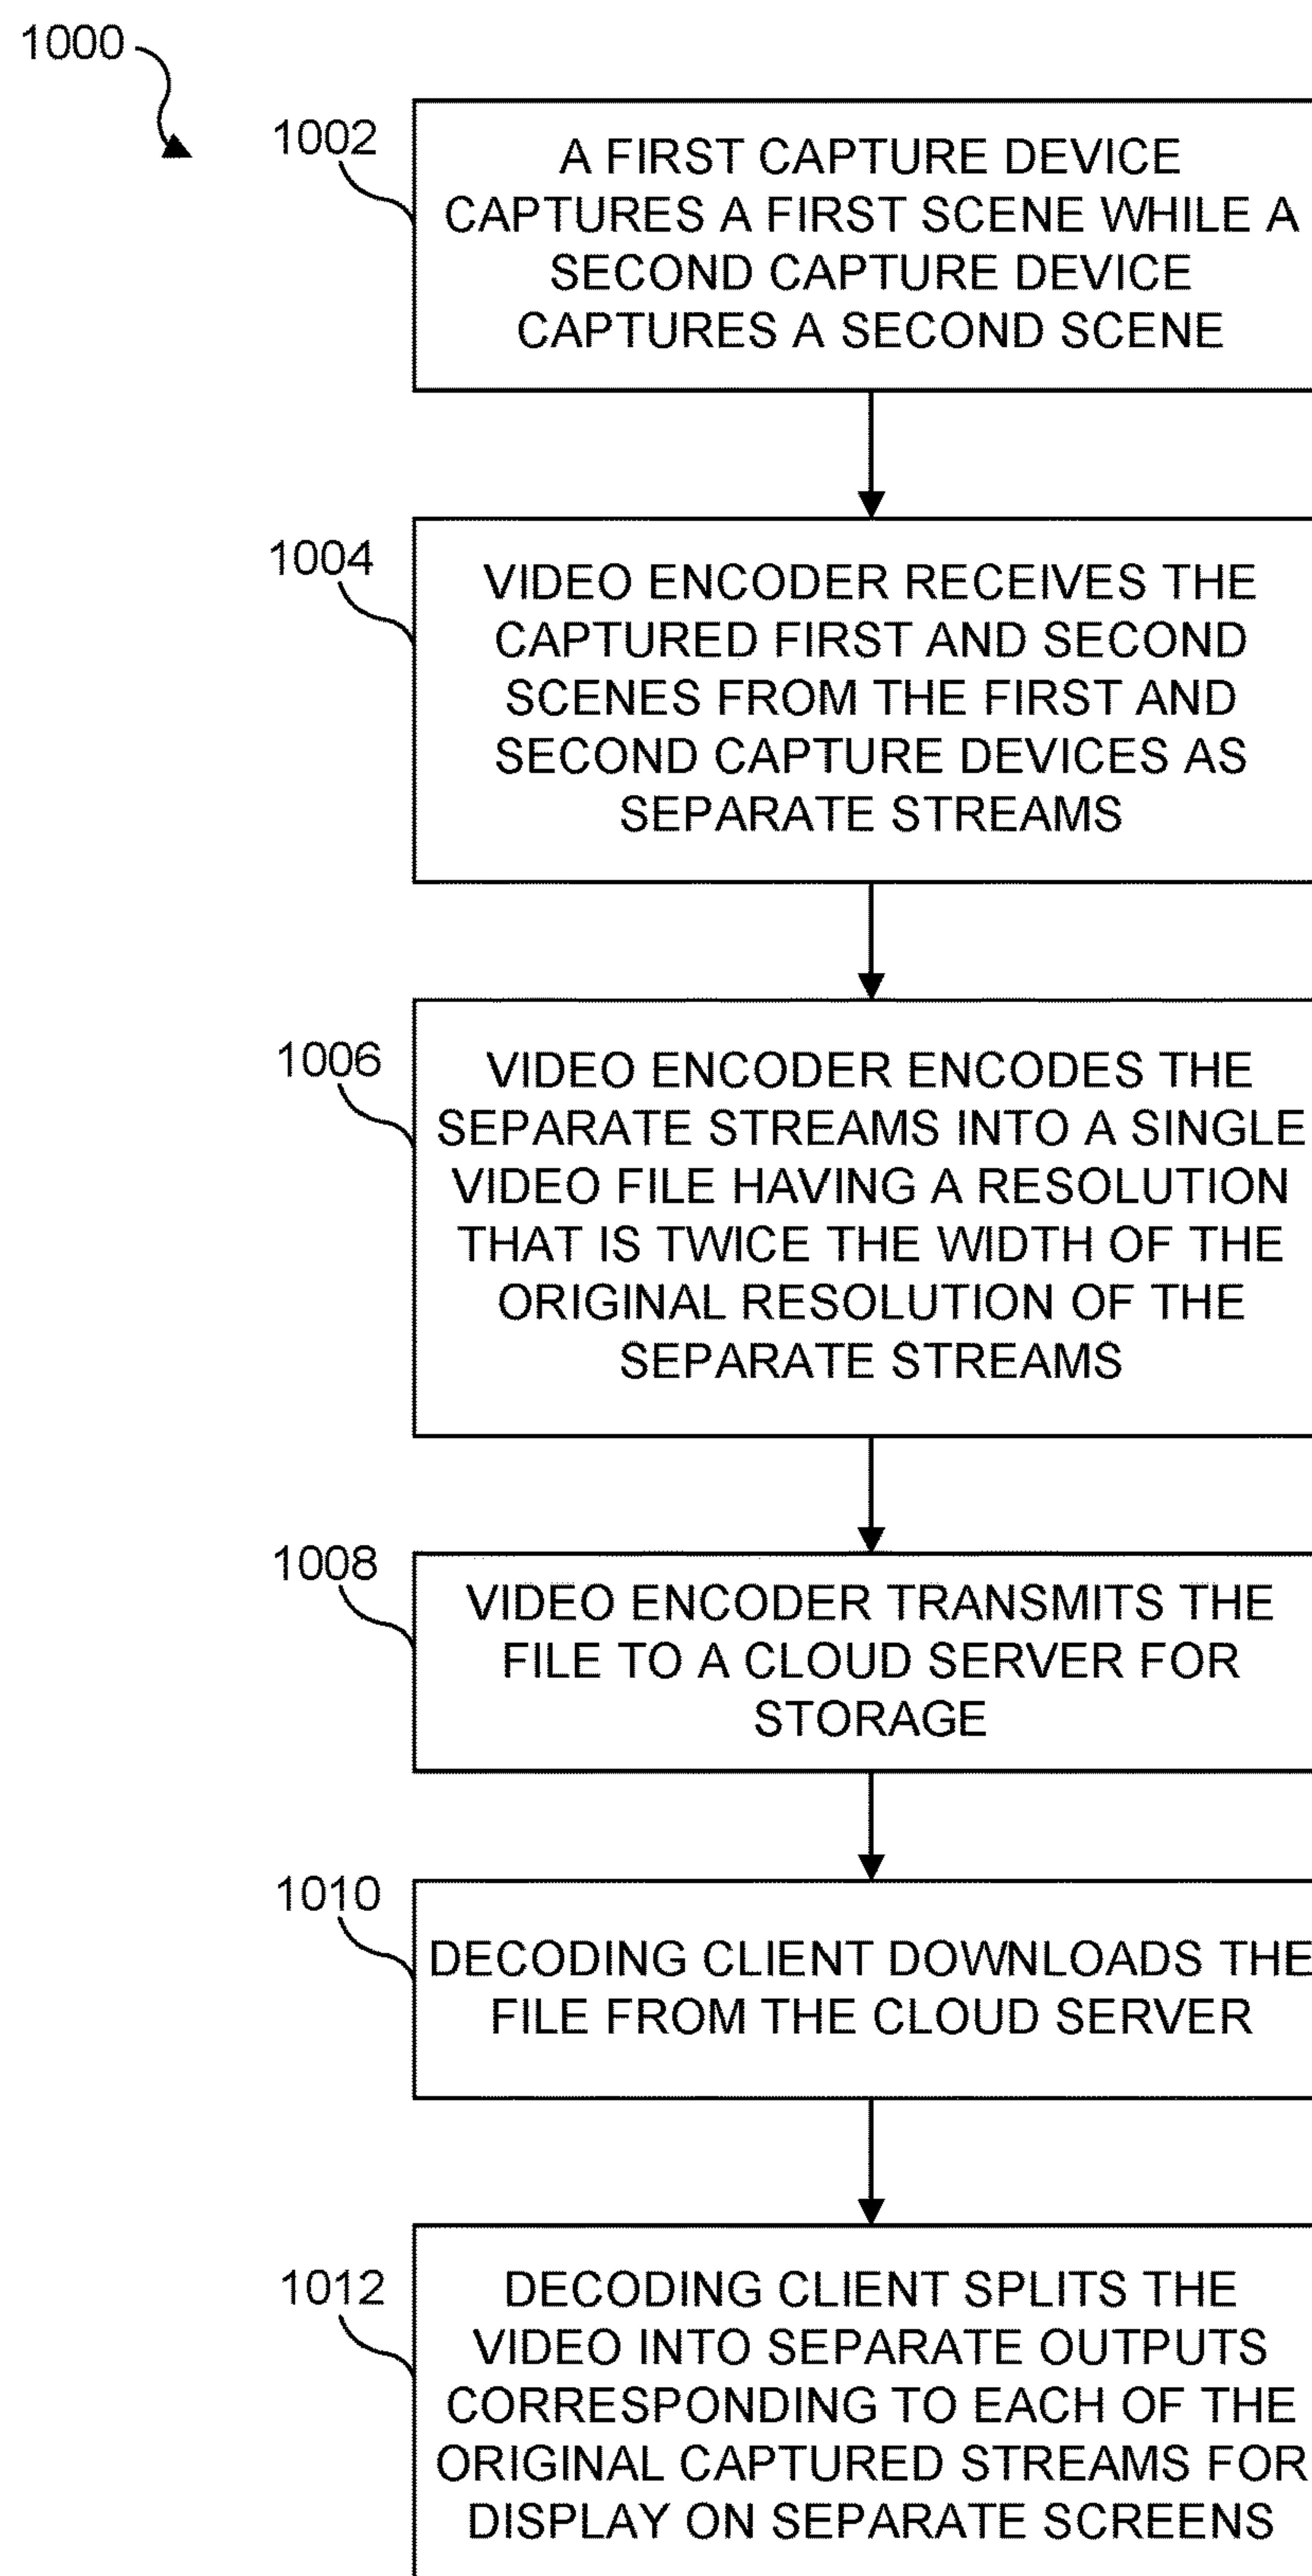 1000
1002
A FIRST CAPTURE DEVICE
CAPTURES A FIRST SCENE WHILE A
SECOND CAPTURE DEVICE
CAPTURES A SECOND SCENE
1004
VIDEO ENCODER RECEIVES THE
CAPTURED FIRST AND SECOND
SCENES FROM THE FIRST AND
SECOND CAPTURE DEVICES AS
SEPARATE STREAMS
1006
VIDEO ENCODER ENCODES THE
SEPARATE STREAMS INTO A SINGLE
VIDEO FILE HAVING A RESOLUTION
THAT IS TWICE THE WIDTH OF THE
ORIGINAL RESOLUTION OF THE
SEPARATE STREAMS
1008
VIDEO ENCODER TRANSMITS THE
FILE TO A CLOUD SERVER FOR
STORAGE
1010
DECODING CLIENT DOWNLOADS THE
FILE FROM THE CLOUD SERVER
1012
DECODING CLIENT SPLITS THE
VIDEO INTO SEPARATE OUTPUTS
CORRESPONDING TO EACH OF THE
ORIGINAL CAPTURED STREAMS FOR
DISPLAY ON SEPARATE SCREENS